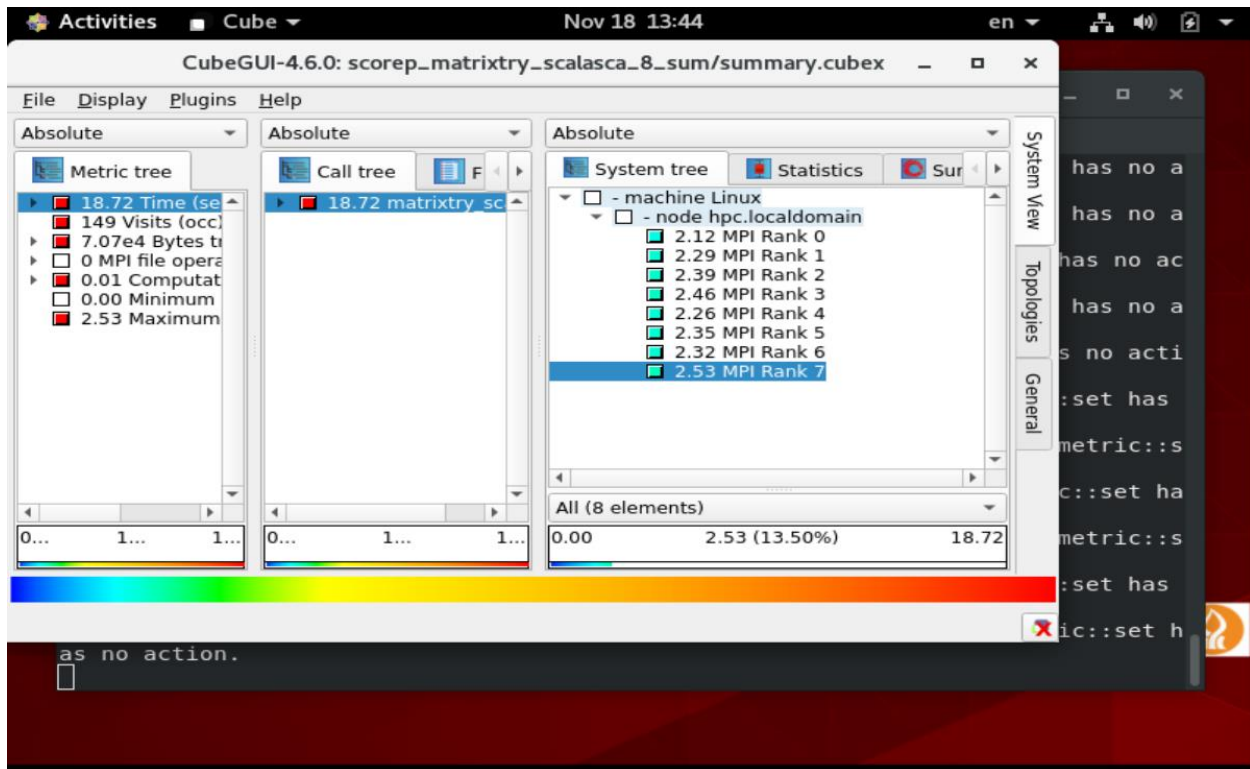 Activities Cube Nov 18 13:44 en
CubeGUI-4.6.0: scorep_matrixtry_scalasca_8_sum/summary.cubex
File Display Plugins Help
Absolute Absolute Absolute
Metric tree Call tree F System tree Statistics Sur
18.72 Time (se
149 Visits (occ)
7.07e4 Bytes tr
0 MPI file opera
0.01 Computat
0.00 Minimum
2.53 Maximum
18.72 matrixtry_sc
- machine Linux
- node hpc.localdomain
2.12 MPI Rank 0
2.29 MPI Rank 1
2.39 MPI Rank 2
2.46 MPI Rank 3
2.26 MPI Rank 4
2.35 MPI Rank 5
2.32 MPI Rank 6
2.53 MPI Rank 7
All (8 elements)
0... 1... 1... 0... 1... 1... 0.00 2.53 (13.50%) 18.72
System View
Topologies
General
has no a
has no a
has no ac
has no a
s no acti
:set has
metric::s
c::set ha
metric::s
:set has
ic::set h
as no action.